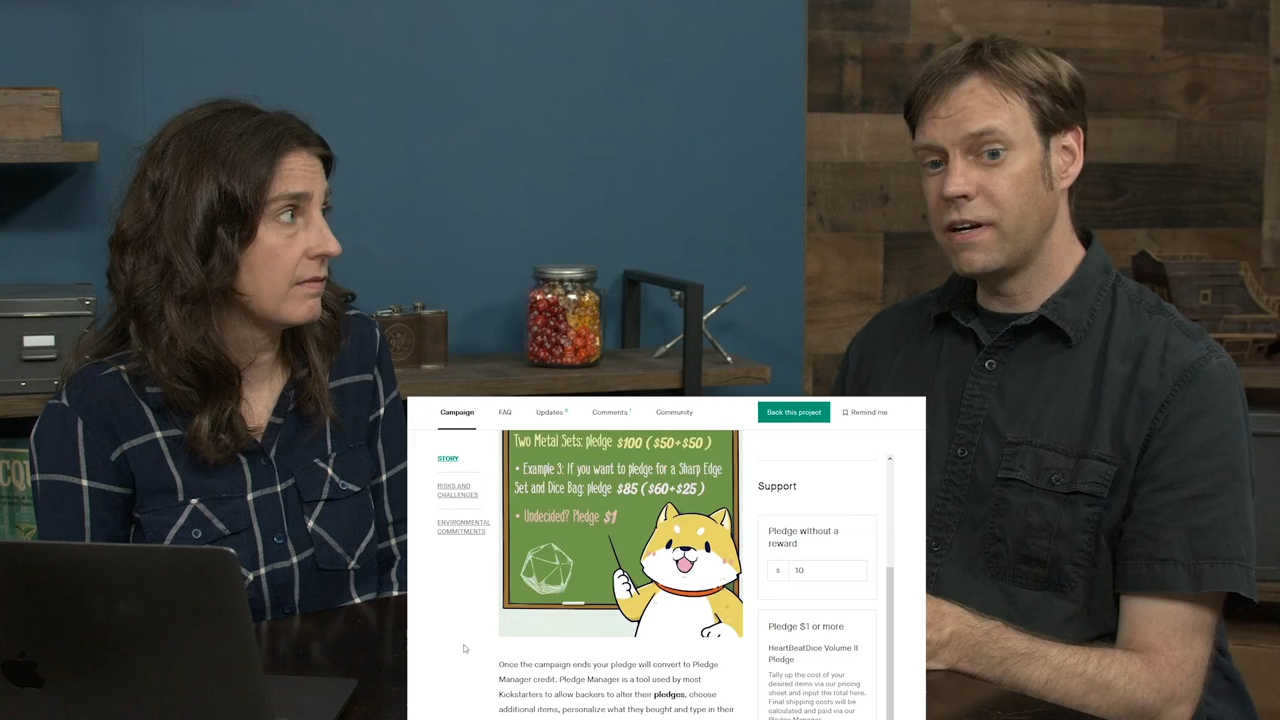 Campaign
FAQ
Updates 0
Comments 1
Community
Back this project
Remind me
STORY
RISKS AND
CHALLENGES
ENVIRONMENTAL
COMMITMENTS
Two Metal Sets: pledge $100 ($50+$50)
• Example 3: If you want to pledge for a Sharp Edge
Set and Dice Bag: pledge $85 ($60+$25)
• Undecided? Pledge $1
Once the campaign ends your pledge will convert to Pledge
Manager credit. Pledge Manager is a tool used by most
Kickstarters to allow backers to alter their pledges, choose
additional items, personalize what they bought and type in their
Support
Pledge without a
reward
$ 10
Pledge $1 or more
HeartBeatDice Volume II
Pledge
Tally up the cost of your
desired items via our pricing
sheet and input the total here.
Final shipping costs will be
calculated and paid via our
Pledge Manager